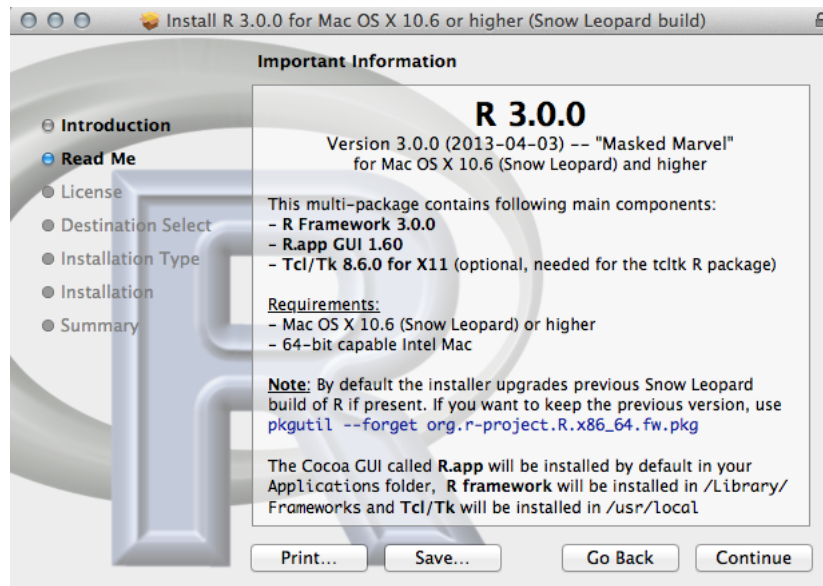 Install R 3.0.0 for Mac OS X 10.6 or higher (Snow Leopard build)
Important Information
Introduction
Read Me
License
Destination Select
Installation Type
Installation
Summary
R 3.0.0
Version 3.0.0 (2013-04-03) -- "Masked Marvel"
for Mac OS X 10.6 (Snow Leopard) and higher
This multi-package contains following main components:
- R Framework 3.0.0
- R.app GUI 1.60
- Tcl/Tk 8.6.0 for X11 (optional, needed for the tcltk R package)
Requirements:
- Mac OS X 10.6 (Snow Leopard) or higher
- 64-bit capable Intel Mac
Note: By default the installer upgrades previous Snow Leopard
build of R if present. If you want to keep the previous version, use
pkgutil --forget org.r-project.R.x86_64.fw.pkg
The Cocoa GUI called R.app will be installed by default in your
Applications folder, R framework will be installed in /Library/
Frameworks and Tcl/Tk will be installed in /usr/local
Print...
Save...
Go Back
Continue